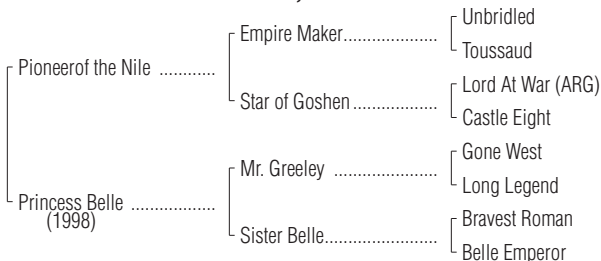 Unbridled
Empire Maker....................
Toussaud
Pioneerof the Nile ............
Lord At War (ARG)
Star of Goshen..................
Castle Eight
Gone West
Mr. Greeley ......................
Long Legend
Princess Belle ..................
(1998)
Bravest Roman
Sister Belle........................
Belle Emperor